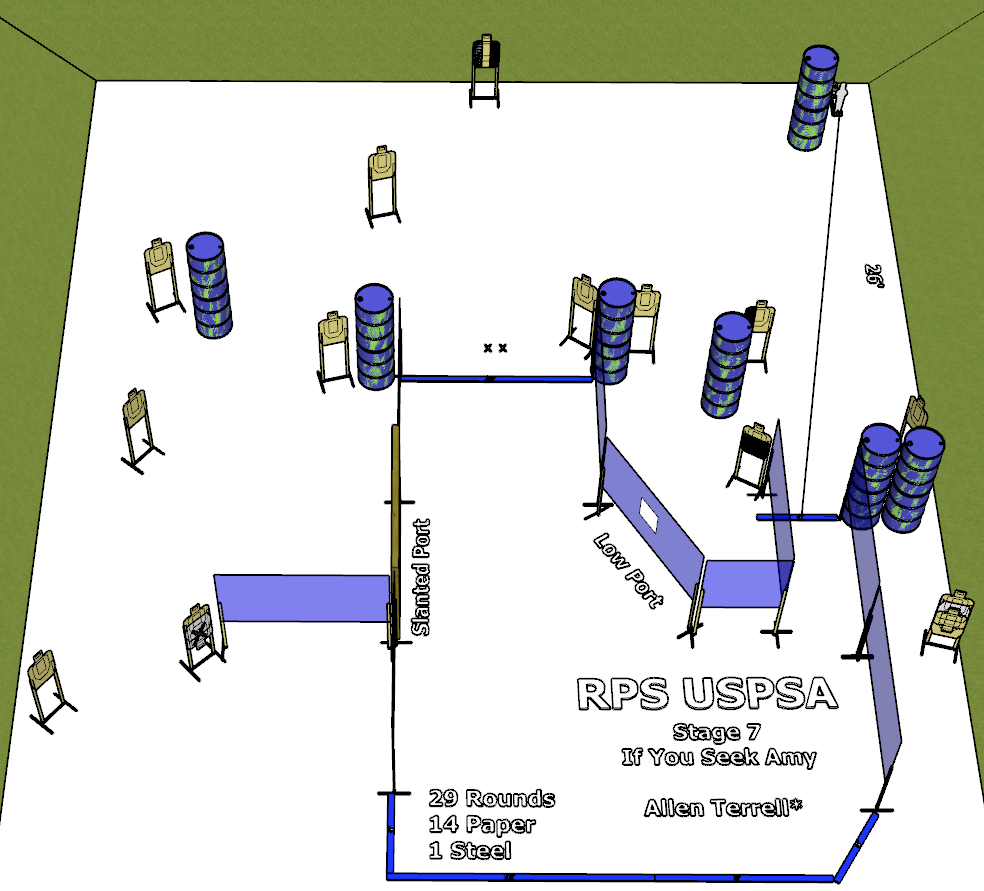 26'
x x
Slanted Port
Low Port
RPS USPSA
Stage 7
If You Seek Amy
Allen Terrell*
29 Rounds
14 Paper
1 Steel